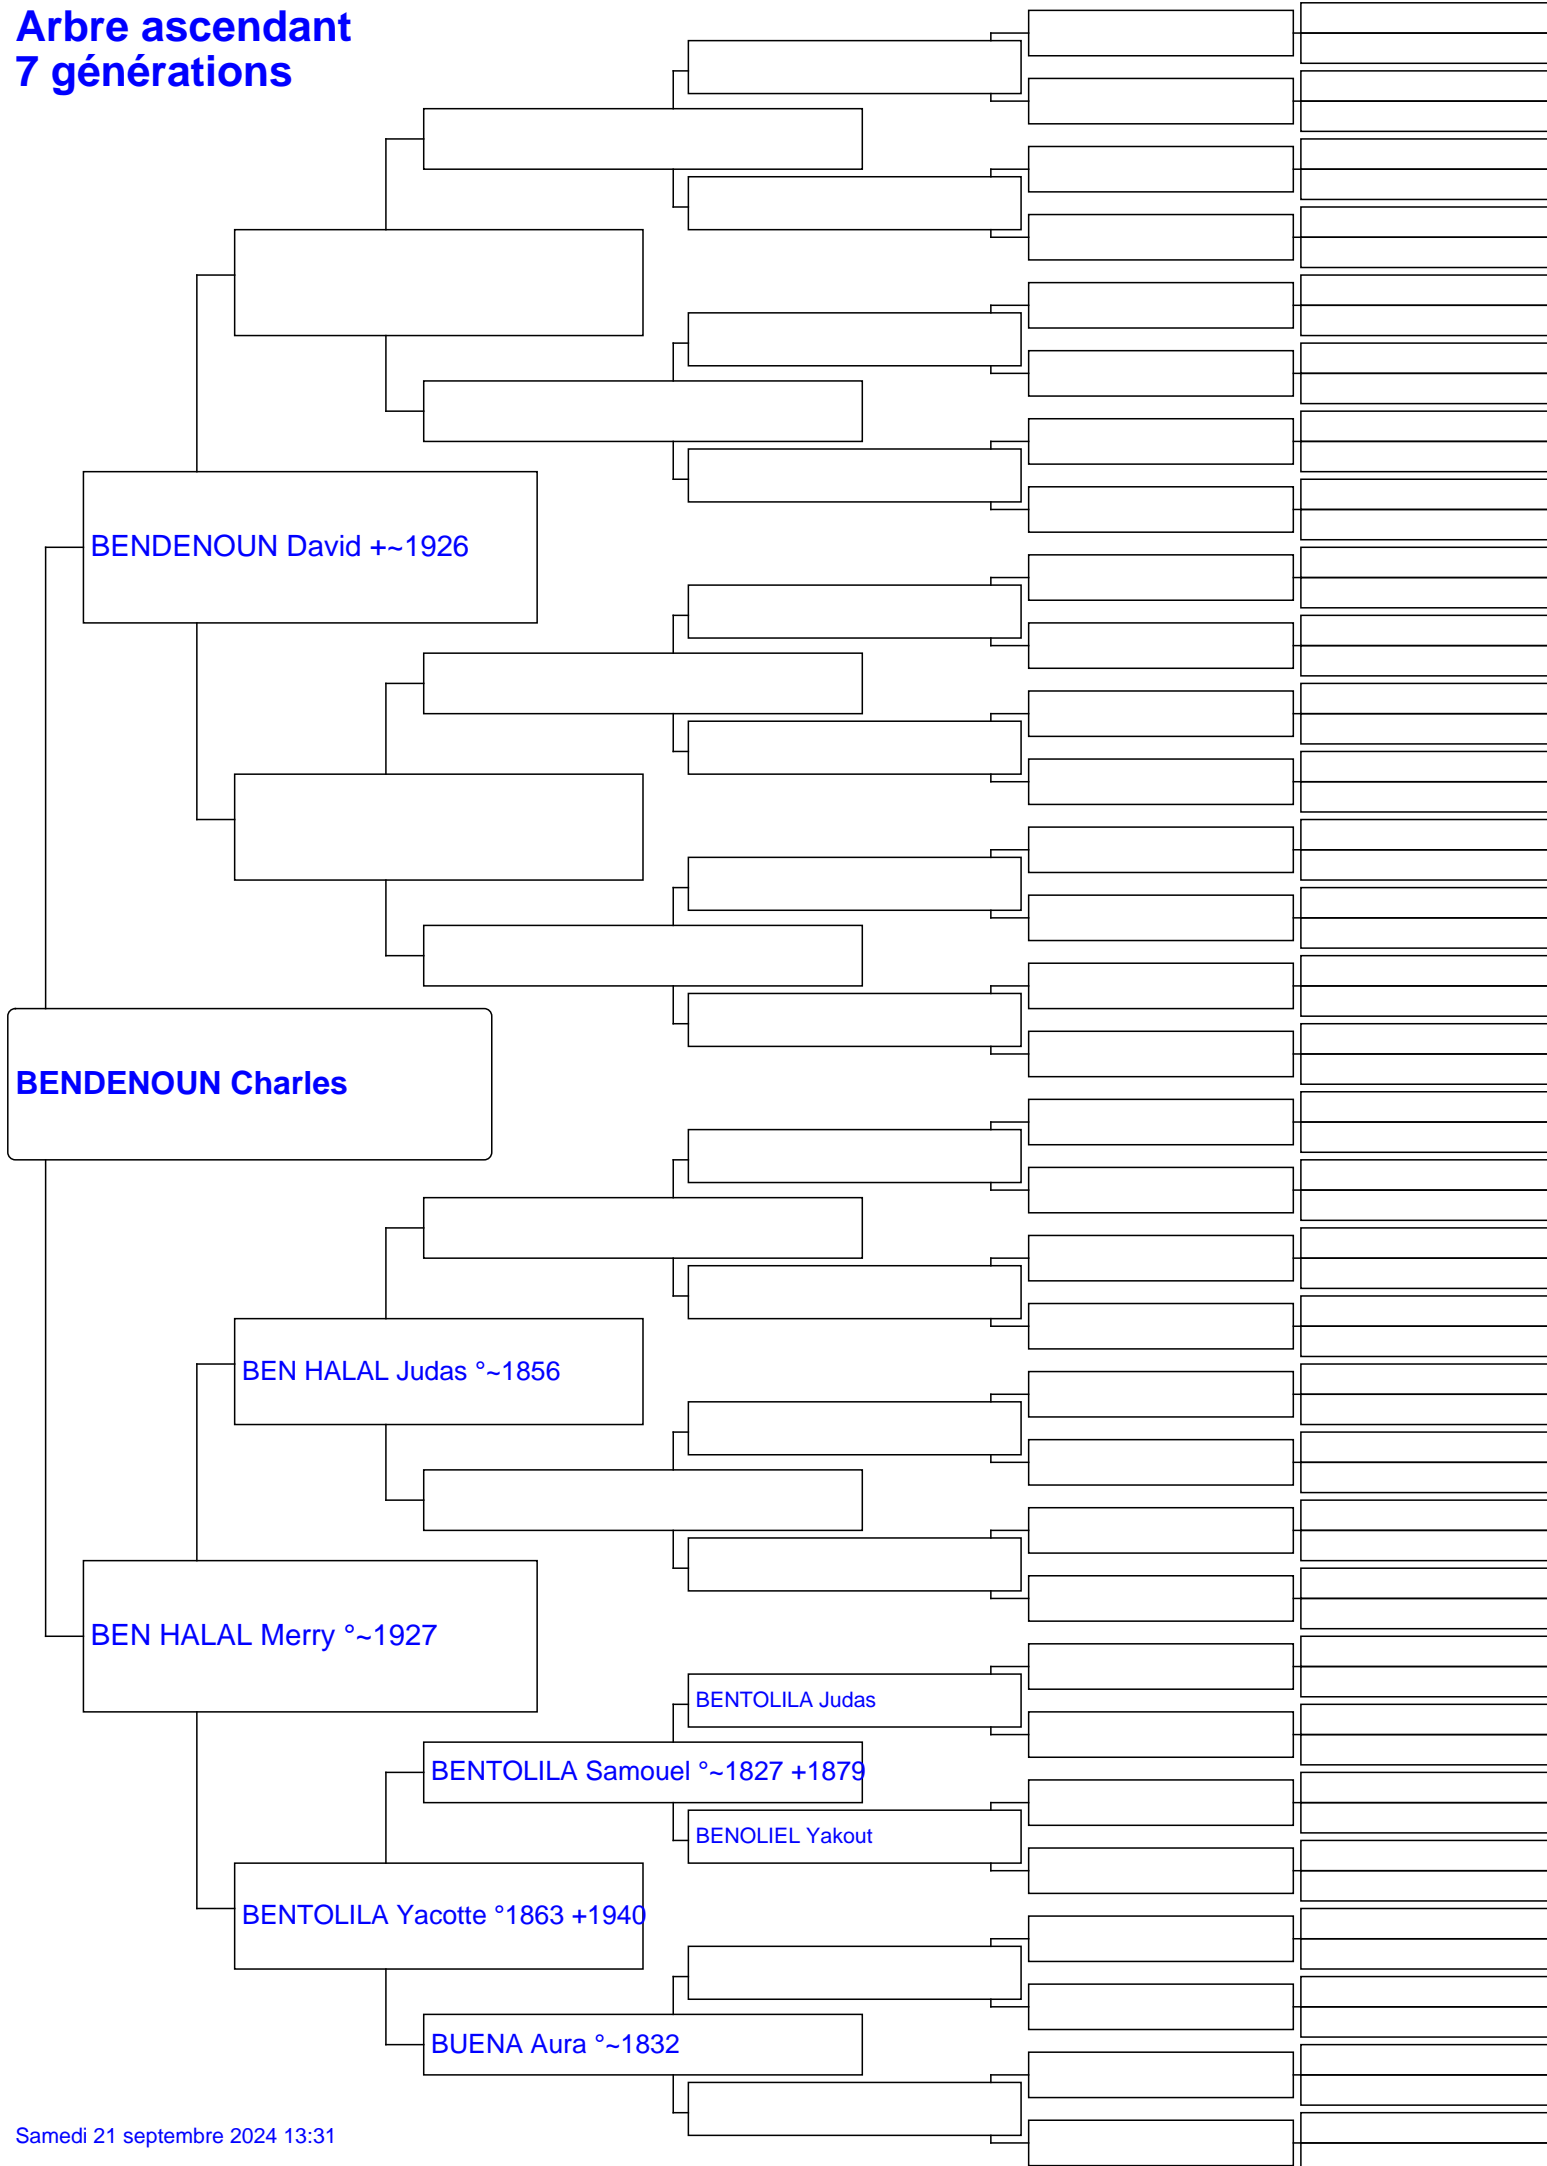 Arbre ascendant
7 générations
BENDENOUN David +~1926
BENDENOUN Charles
BEN HALAL Judas °~1856
BEN HALAL Merry °~1927
BENTOLILA Judas
BENTOLILA Samouel °~1827 +1879
BENOLIEL Yakout
BENTOLILA Yacotte °1863 +1940
BUENA Aura °~1832
Samedi 21 septembre 2024 13:31